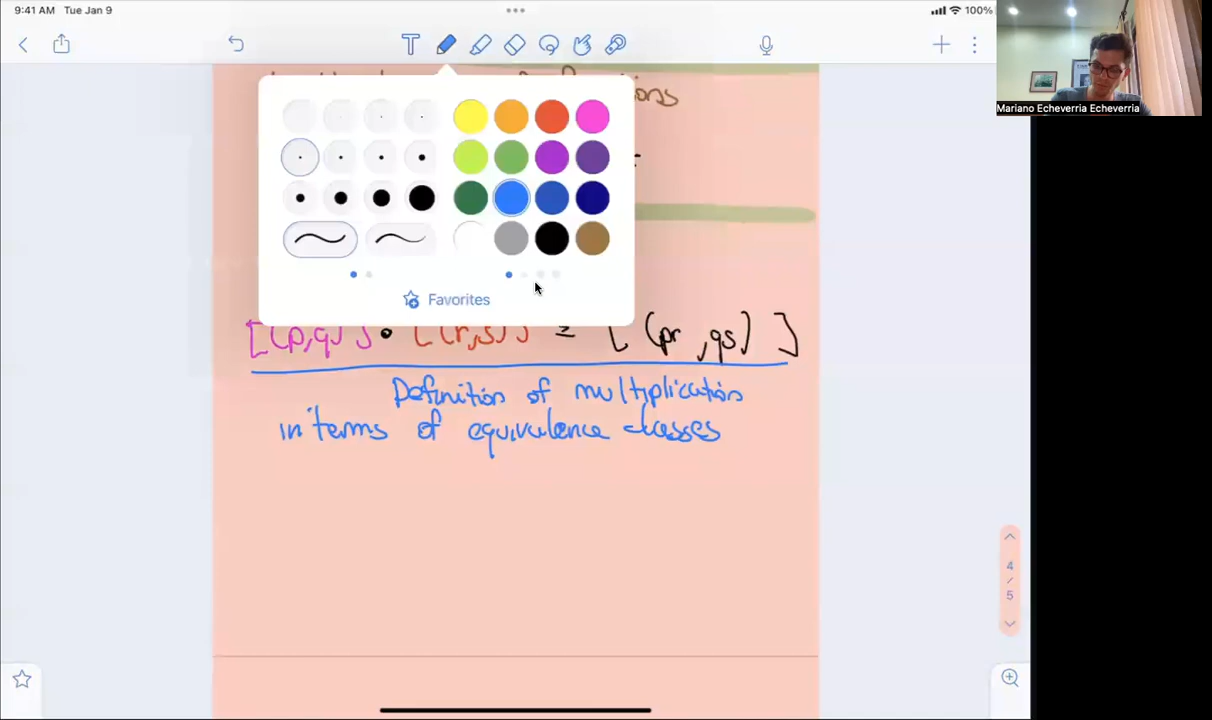 9:41 AM Tue Jan 9
100%
Mariano Echeverria Echeverria
T
Favorites
[(p,q)] • [(r,s)] = [ (pr ,qs) ]
Definition of multiplication
in terms of equivalence classes
4
/
5